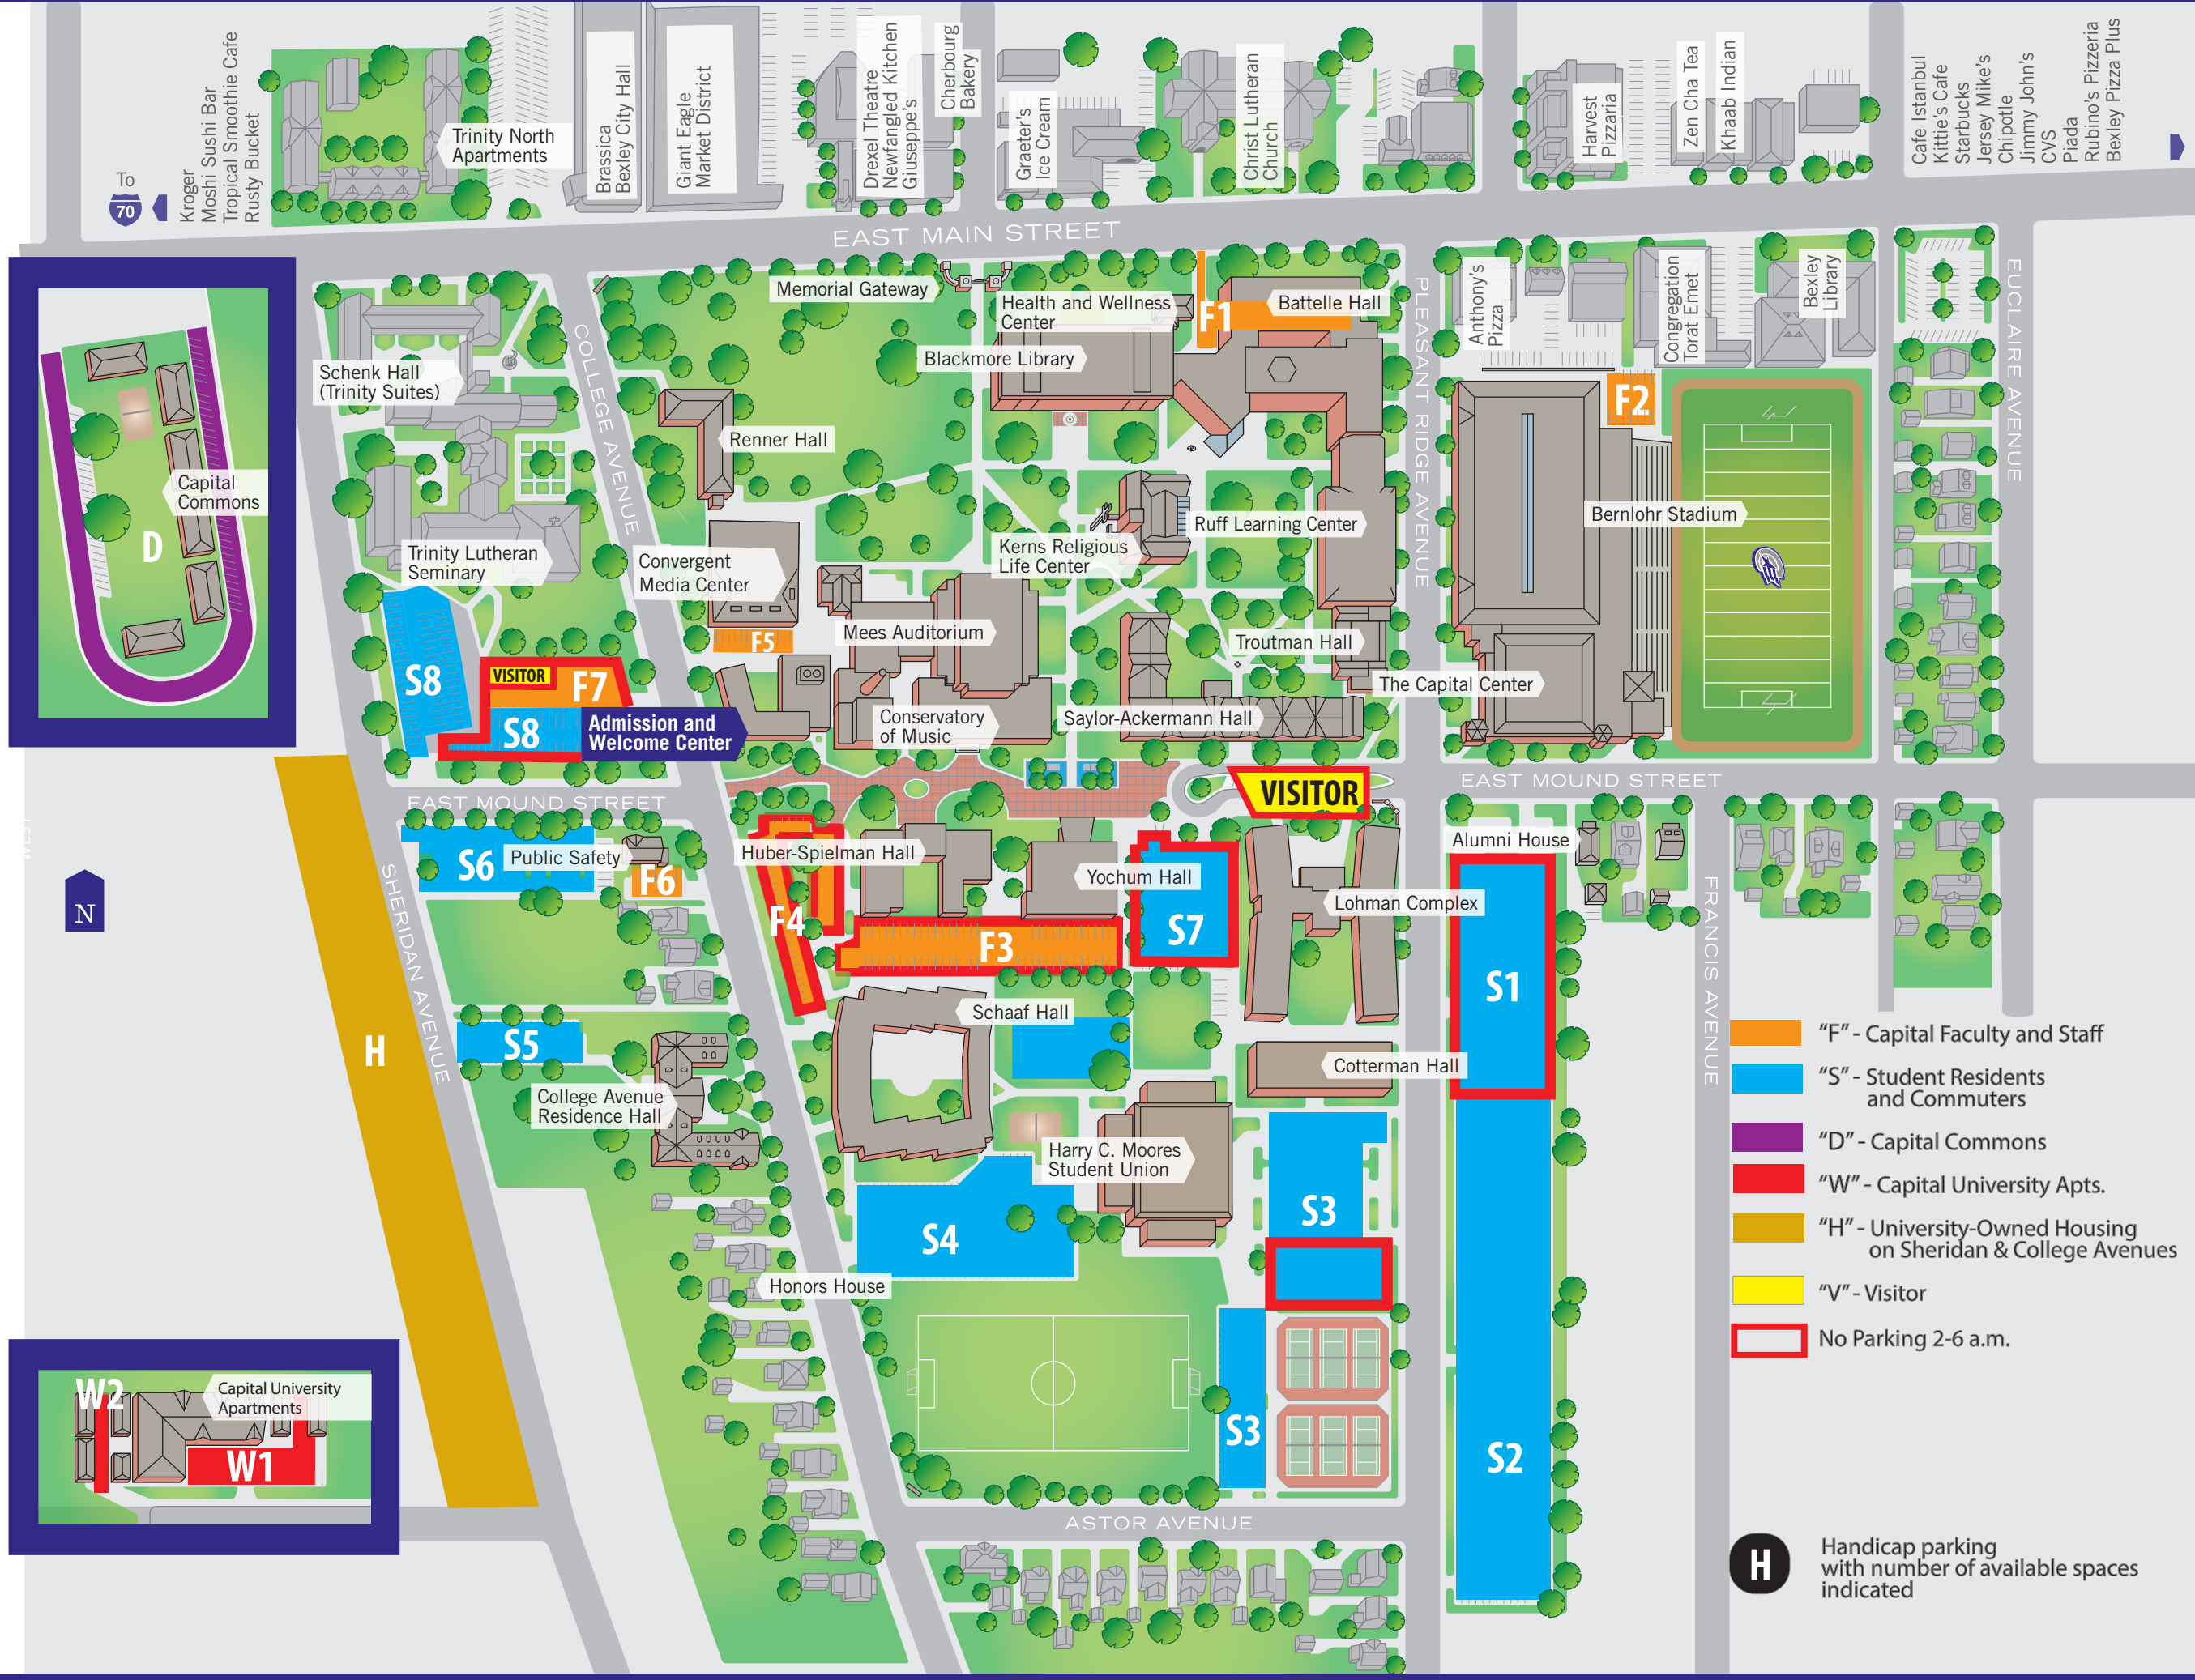 To
70
Kroger
Moshi Sushi Bar
Tropical Smoothie Cafe
Rusty Bucket
Trinity North
Apartments
Brassica
Bexley City Hall
Giant Eagle
Market District
Drexel Theatre
Newfangled Kitchen
Giuseppe's
Cherbourg
Bakery
Graeter's
Ice Cream
Christ Lutheran
Church
Harvest
Pizzaria
Zen Cha Tea
Khaab Indian
Cafe Istanbul
Kittie's Cafe
Starbucks
Jersey Mike's
Chipotle
Jimmy John's
CVS
Piada
Rubino's Pizzeria
Bexley Pizza Plus
EAST MAIN STREET
Memorial Gateway
Health and Wellness
Center
F1
Battelle Hall
Blackmore Library
Anthony's
Pizza
Congregation
Torat Emet
Bexley
Library
EUCLAIRE AVENUE
PLEASANT RIDGE AVENUE
COLLEGE AVENUE
Schenk Hall
(Trinity Suites)
Renner Hall
F2
Capital
Commons
D
Bernlohr Stadium
Ruff Learning Center
Kerns Religious
Life Center
Trinity Lutheran
Seminary
Convergent
Media Center
F5
Mees Auditorium
Troutman Hall
The Capital Center
S8
VISITOR
F7
S8
Admission and
Welcome Center
Conservatory
of Music
Saylor-Ackermann Hall
EAST MOUND STREET
VISITOR
EAST MOUND STREET
S6
Public Safety
F6
Huber-Spielman Hall
F4
F3
Yochum Hall
S7
Lohman Complex
Alumni House
S1
N
SHERIDAN AVENUE
FRANCIS AVENUE
H
S5
Schaaf Hall
College Avenue
Residence Hall
Cotterman Hall
Harry C. Moores
Student Union
S4
S3
Honors House
S3
S2
"F" - Capital Faculty and Staff
"S" - Student Residents
and Commuters
"D" - Capital Commons
"W" - Capital University Apts.
"H" - University-Owned Housing
on Sheridan & College Avenues
"V" - Visitor
No Parking 2-6 a.m.
W2
Capital University
Apartments
W1
ASTOR AVENUE
H
Handicap parking
with number of available spaces
indicated